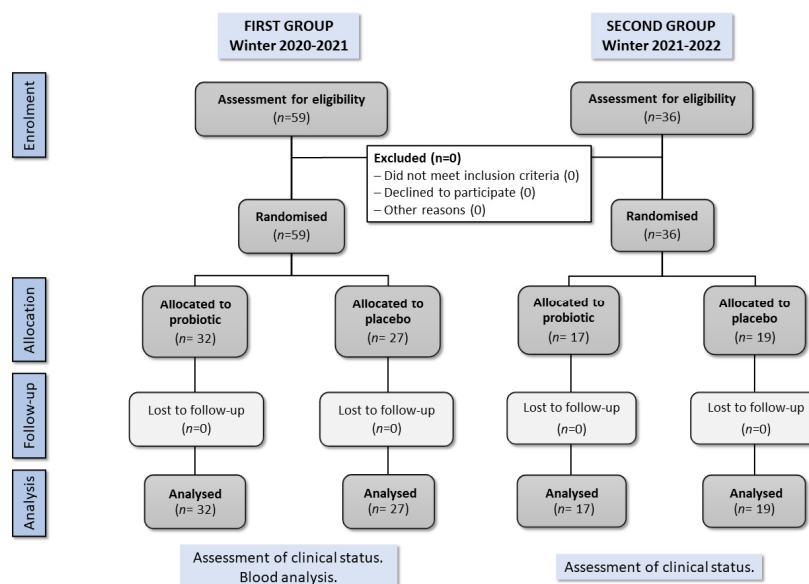 FIRST GROUP
Winter 2020-2021
SECOND GROUP
Winter 2021-2022
Enrolment
Assessment for eligibility
(n=59)
Assessment for eligibility
(n=36)
Excluded (n=0)
– Did not meet inclusion criteria (0)
– Declined to participate (0)
– Other reasons (0)
Randomised
(n=59)
Randomised
(n=36)
Allocation
Allocated to
probiotic
(n= 32)
Allocated to
placebo
(n= 27)
Allocated to
probiotic
(n= 17)
Allocated to
placebo
(n= 19)
Follow-up
Lost to follow-up
(n=0)
Lost to follow-up
(n=0)
Lost to follow-up
(n=0)
Lost to follow-up
(n=0)
Analysis
Analysed
(n= 32)
Analysed
(n= 27)
Analysed
(n= 17)
Analysed
(n= 19)
Assessment of clinical status.
Blood analysis.
Assessment of clinical status.